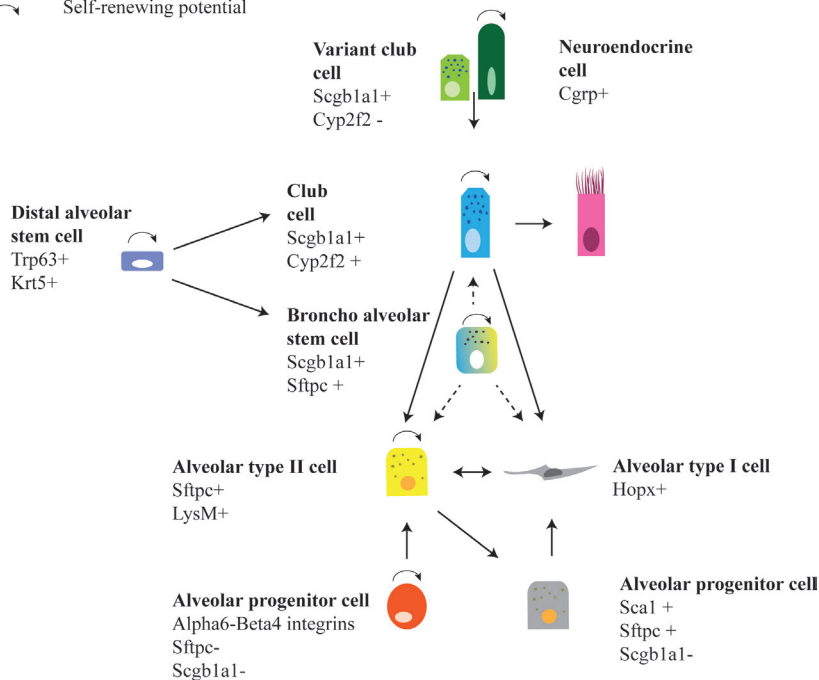 Self-renewing potential
Variant club
cell
Scgb1a1+
Cyp2f2 -
Neuroendocrine
cell
Cgrp+
Distal alveolar
stem cell
Trp63+
Krt5+
Club
cell
Scgb1a1+
Cyp2f2 +
Broncho alveolar
stem cell
Scgb1a1+
Sftpc +
Alveolar type II cell
Sftpc+
LysM+
Alveolar type I cell
Hopx+
Alveolar progenitor cell
Alpha6-Beta4 integrins
Sftpc-
Scgb1a1-
Alveolar progenitor cell
Sca1 +
Sftpc +
Scgb1a1-